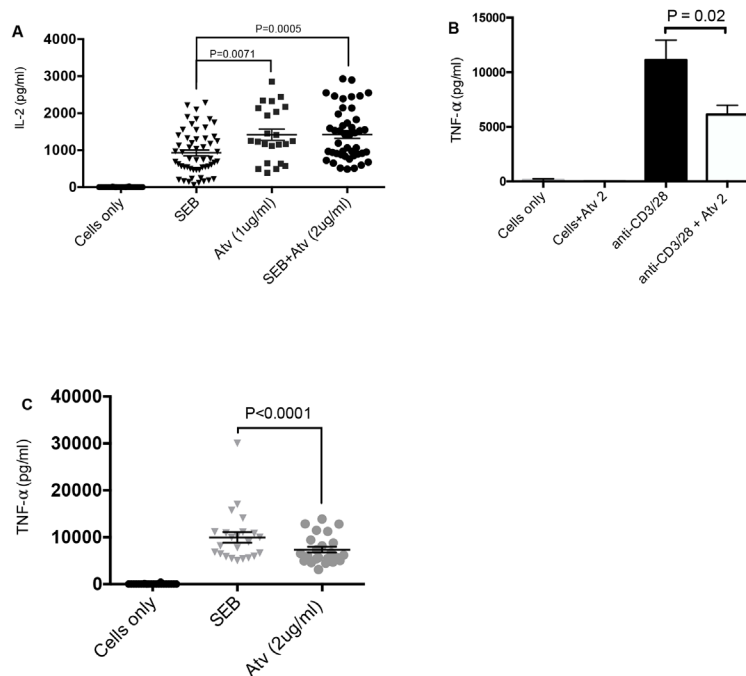 A
P=0.0005
P=0.0071
IL-2 (pg/ml)
4000
3000
2000
1000
0
Cells only
SEB
Atv (1ug/ml)
SEB+Atv (2ug/ml)
B
P = 0.02
TNF-α (pg/ml)
15000
10000
5000
0
Cells only
Cells+Atv 2
anti-CD3/28
anti-CD3/28 + Atv 2
C
P<0.0001
TNF-α (pg/ml)
40000
30000
20000
10000
0
Cells only
SEB
Atv (2ug/ml)